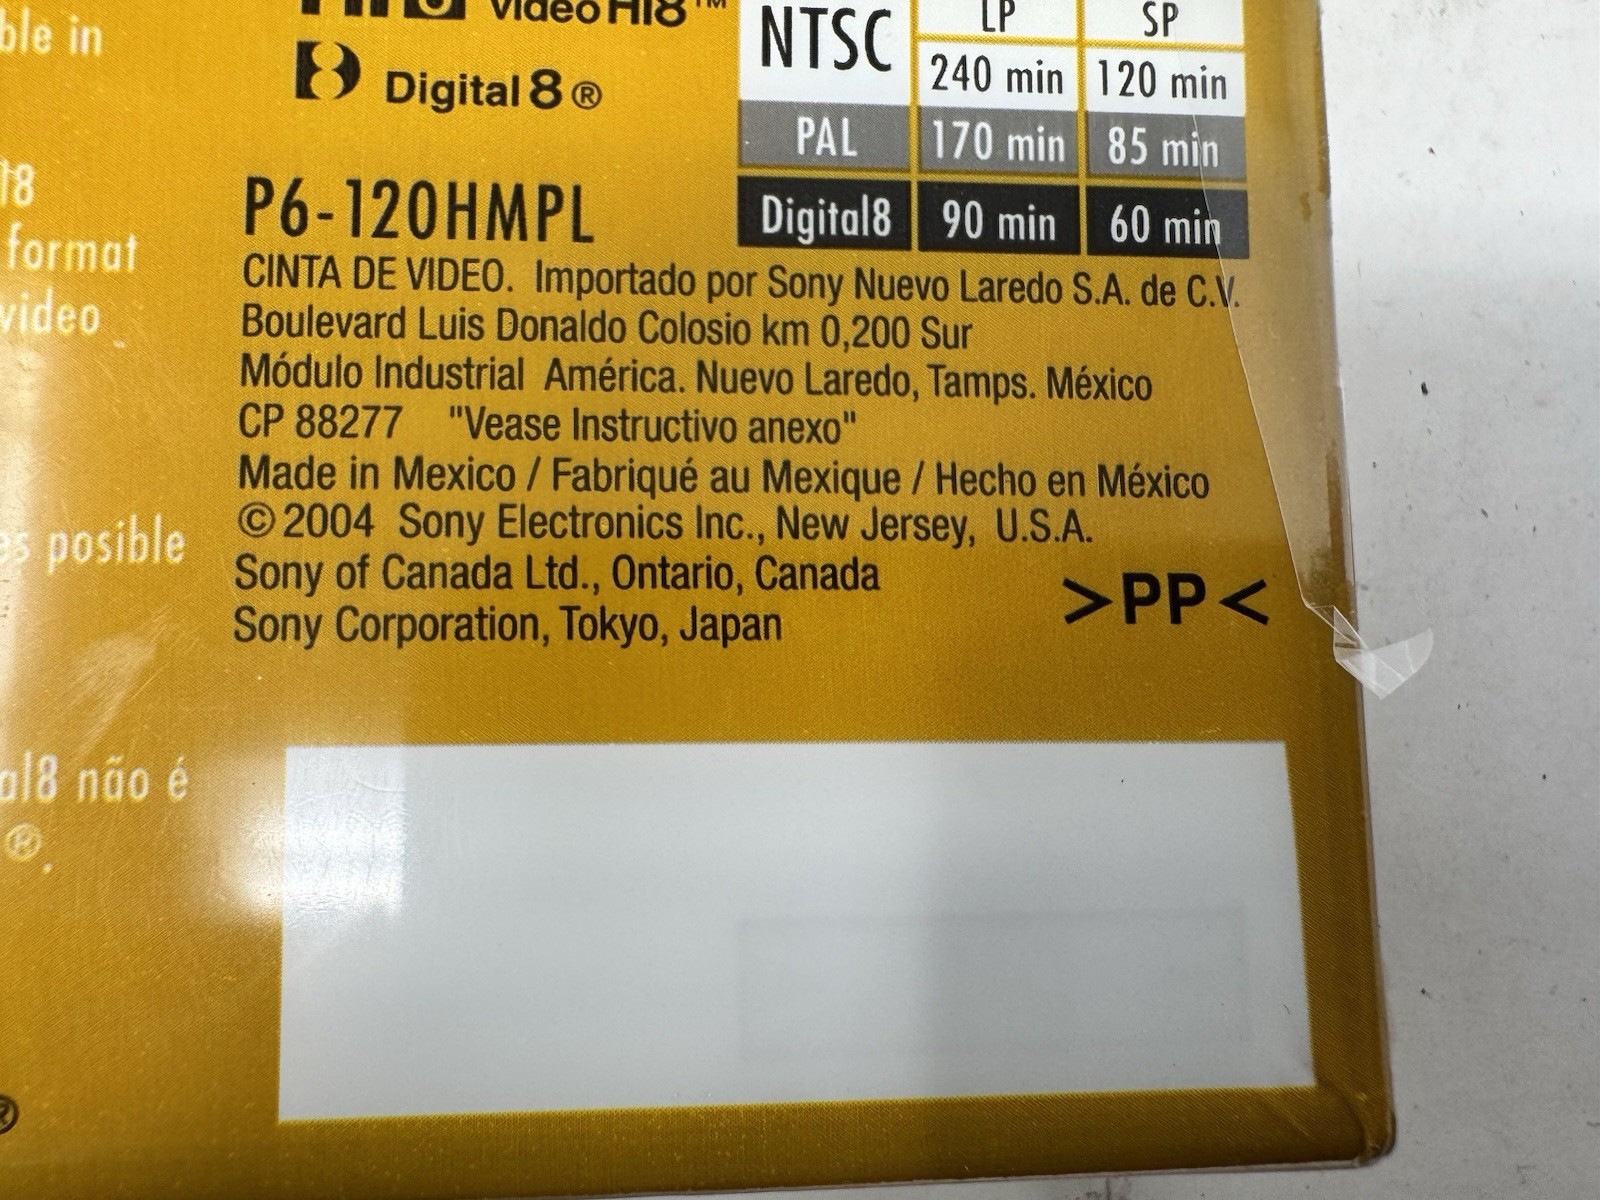 ble in
Video Hi8™
Digital 8®
NTSC LP SP
240 min 120 min
PAL 170 min 85 min
Digital8 90 min 60 min
format
video
P6-120HMPL
CINTA DE VIDEO. Importado por Sony Nuevo Laredo S.A. de C.V.
Boulevard Luis Donaldo Colosio km 0,200 Sur
Módulo Industrial América. Nuevo Laredo, Tamps. México
CP 88277 "Vease Instructivo anexo"
Made in Mexico / Fabriqué au Mexique / Hecho en México
© 2004 Sony Electronics Inc., New Jersey, U.S.A.
Sony of Canada Ltd., Ontario, Canada
Sony Corporation, Tokyo, Japan
>PP<
es posible
al8 não é
®.
®